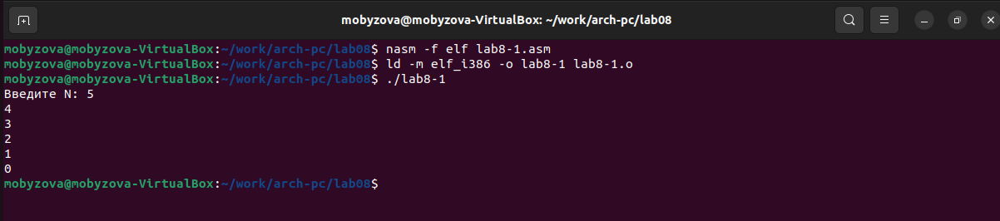 mobyzova@mobyzova-VirtualBox: ~/work/arch-pc/lab08
mobyzova@mobyzova-VirtualBox:~/work/arch-pc/lab08$ nasm -f elf lab8-1.asm
mobyzova@mobyzova-VirtualBox:~/work/arch-pc/lab08$ ld -m elf_i386 -o lab8-1 lab8-1.o
mobyzova@mobyzova-VirtualBox:~/work/arch-pc/lab08$ ./lab8-1
Введите N: 5
4
3
2
1
0
mobyzova@mobyzova-VirtualBox:~/work/arch-pc/lab08$